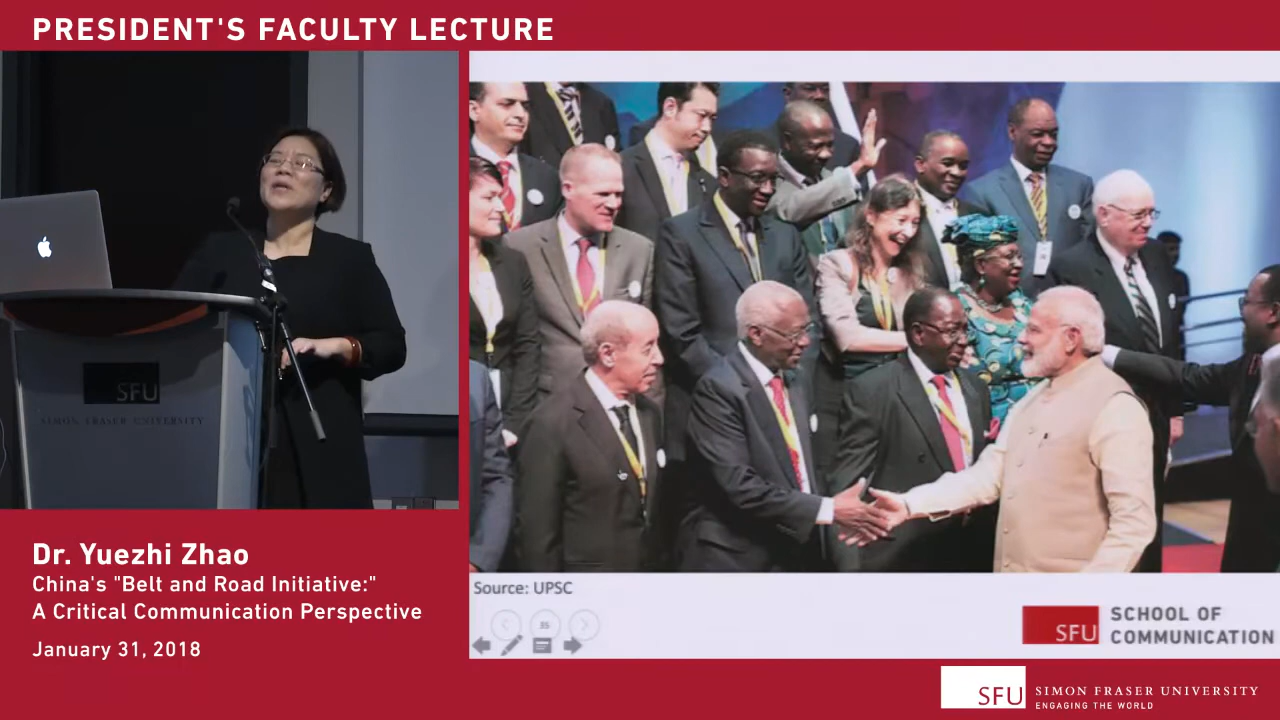 PRESIDENT'S FACULTY LECTURE
SFU
SIMON FRASER UNIVERSITY
Dr. Yuezhi Zhao
China's "Belt and Road Initiative:"
A Critical Communication Perspective
January 31, 2018
Source: UPSC
35
SFU
SCHOOL OF
COMMUNICATION
SFU
SIMON FRASER UNIVERSITY
ENGAGING THE WORLD